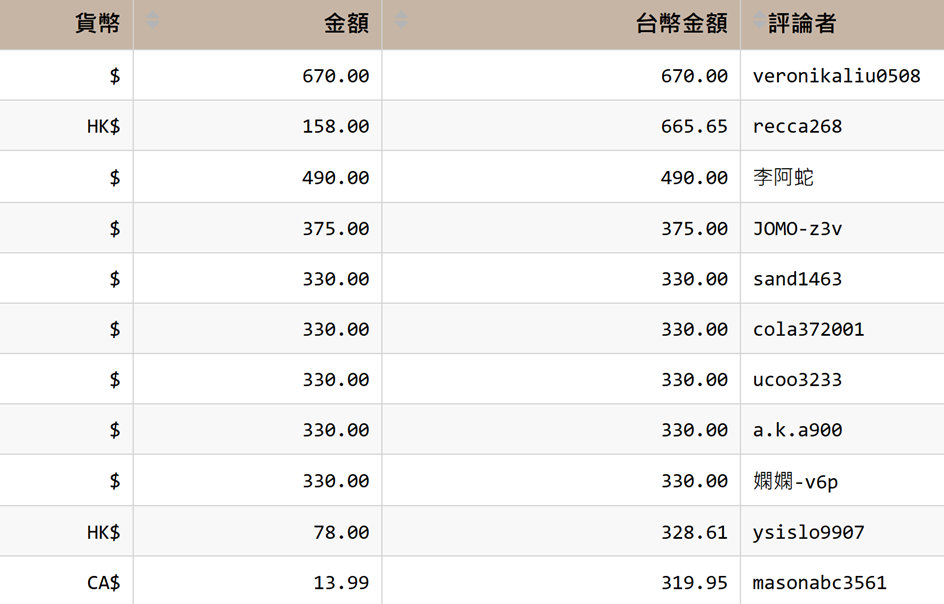 貨幣 金額 台幣金額 評論者
$ 670.00 670.00 veronikaliu0508
HK$ 158.00 665.65 recca268
$ 490.00 490.00 李阿蛇
$ 375.00 375.00 JOMO-z3v
$ 330.00 330.00 sand1463
$ 330.00 330.00 cola372001
$ 330.00 330.00 ucoo3233
$ 330.00 330.00 a.k.a900
$ 330.00 330.00 嫻嫻-v6p
HK$ 78.00 328.61 ysislo9907
CA$ 13.99 319.95 masonabc3561